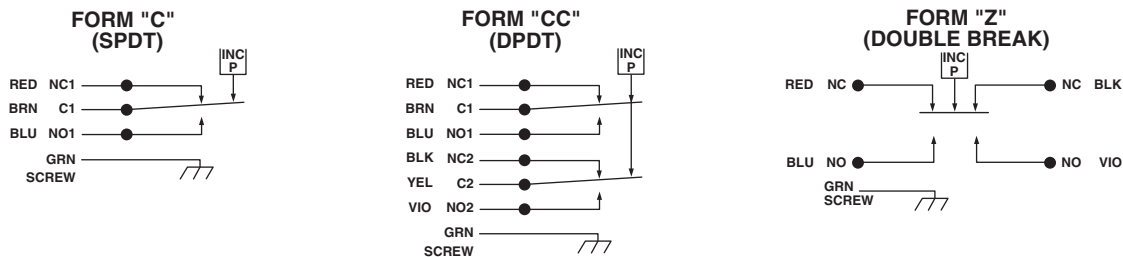 FORM "C"
(SPDT)
INC
P
RED NC1
BRN C1
BLU NO1
GRN
SCREW
FORM "CC"
(DPDT)
INC
P
RED NC1
BRN C1
BLU NO1
BLK NC2
YEL C2
VIO NO2
GRN
SCREW
FORM "Z"
(DOUBLE BREAK)
INC
P
RED NC
NC BLK
BLU NO
NO VIO
GRN
SCREW